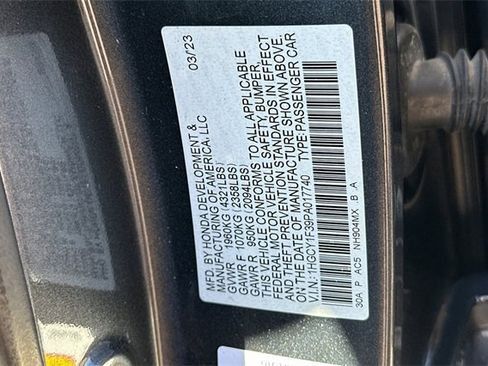 MFD. BY HONDA DEVELOPMENT & 03/23
MANUFACTURING OF AMERICA, LLC
GVWR 1960KG (4321LBS)
GAWR F 1070KG (2358LBS)
GAWR R 950KG (2094LBS)
THIS VEHICLE CONFORMS TO ALL APPLICABLE
FEDERAL MOTOR VEHICLE SAFETY, BUMPER,
AND THEFT PREVENTION STANDARDS IN EFFECT
ON THE DATE OF MANUFACTURE SHOWN ABOVE.
V.I.N.:1HGCY1F39PA017740 TYPE:PASSENGER CAR
30A P AC5 NH904MX .B A